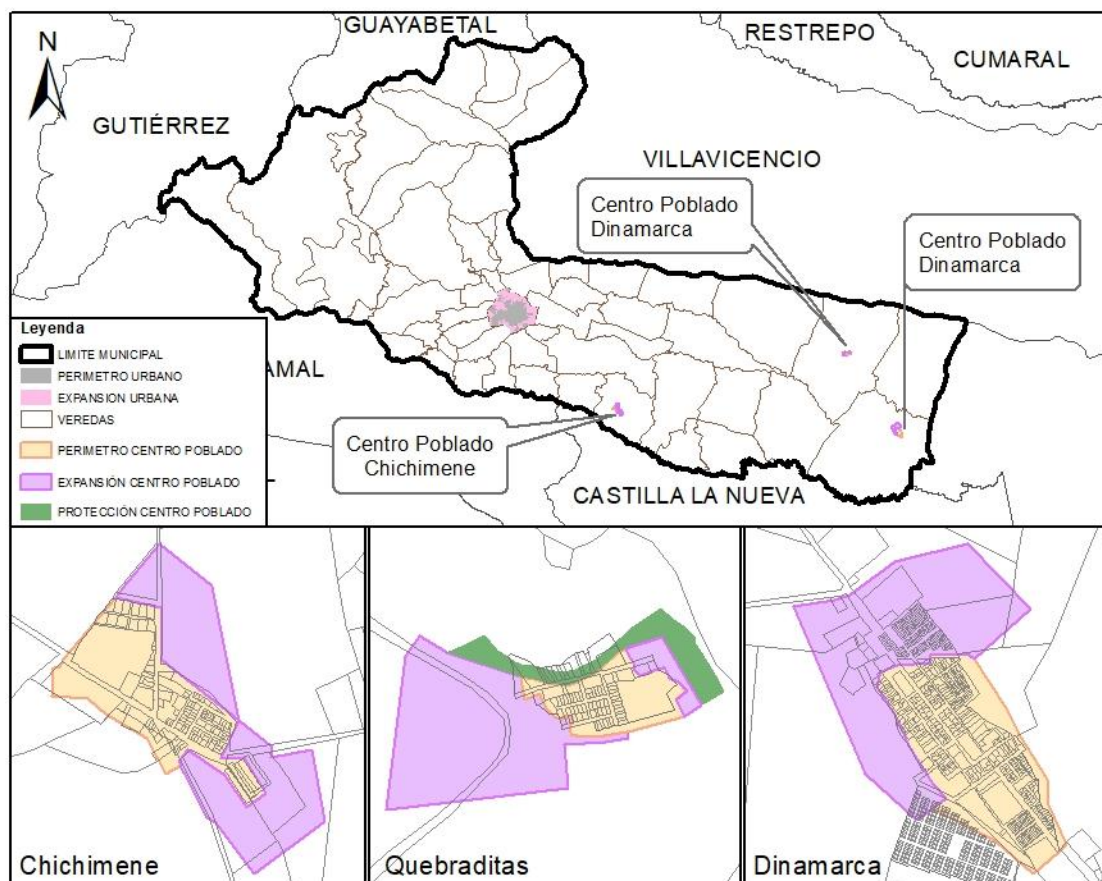 GUAYABETAL
RESTREPO
CUMARAL
N
GUTIÉRREZ
VILLAVICENCIO
Centro Poblado
Dinamarca
Centro Poblado
Dinamarca
Leyenda
LIMITE MUNICIPAL
PERIMETRO URBANO
EXPANSION URBANA
VEREDAS
PERIMETRO CENTRO POBLADO
EXPANSIÓN CENTRO POBLADO
PROTECCIÓN CENTRO POBLADO
AMAL
Centro Poblado
Chichimene
CASTILLA LA NUEVA
Chichimene
Quebraditas
Dinamarca